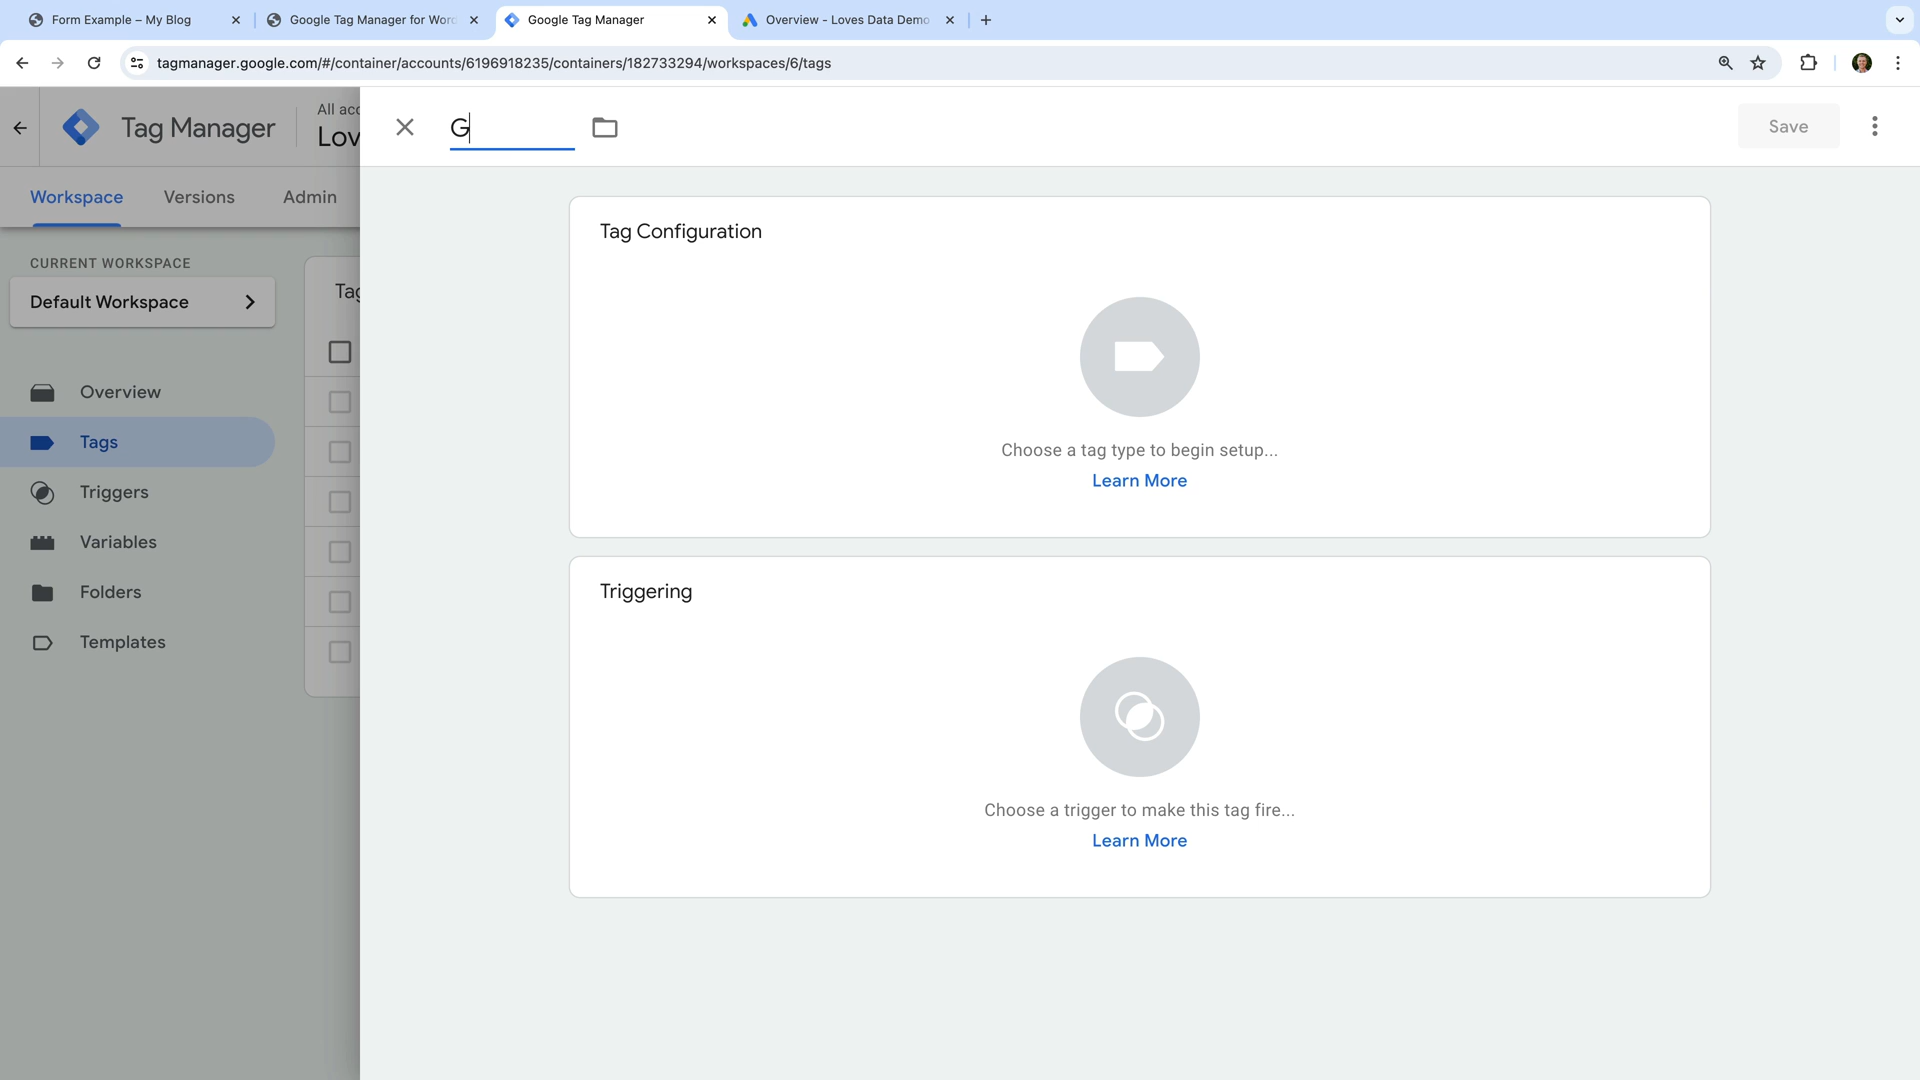 Form Example – My Blog
Google Tag Manager for Wor
Google Tag Manager
Overview - Loves Data Demo
tagmanager.google.com/#/container/accounts/6196918235/containers/182733294/workspaces/6/tags
Tag Manager
All acc
Lov
G
Save
Workspace
Versions
Admin
CURRENT WORKSPACE
Default Workspace
Tag
Overview
Tags
Triggers
Variables
Folders
Templates
Tag Configuration
Choose a tag type to begin setup...
Learn More
Triggering
Choose a trigger to make this tag fire...
Learn More